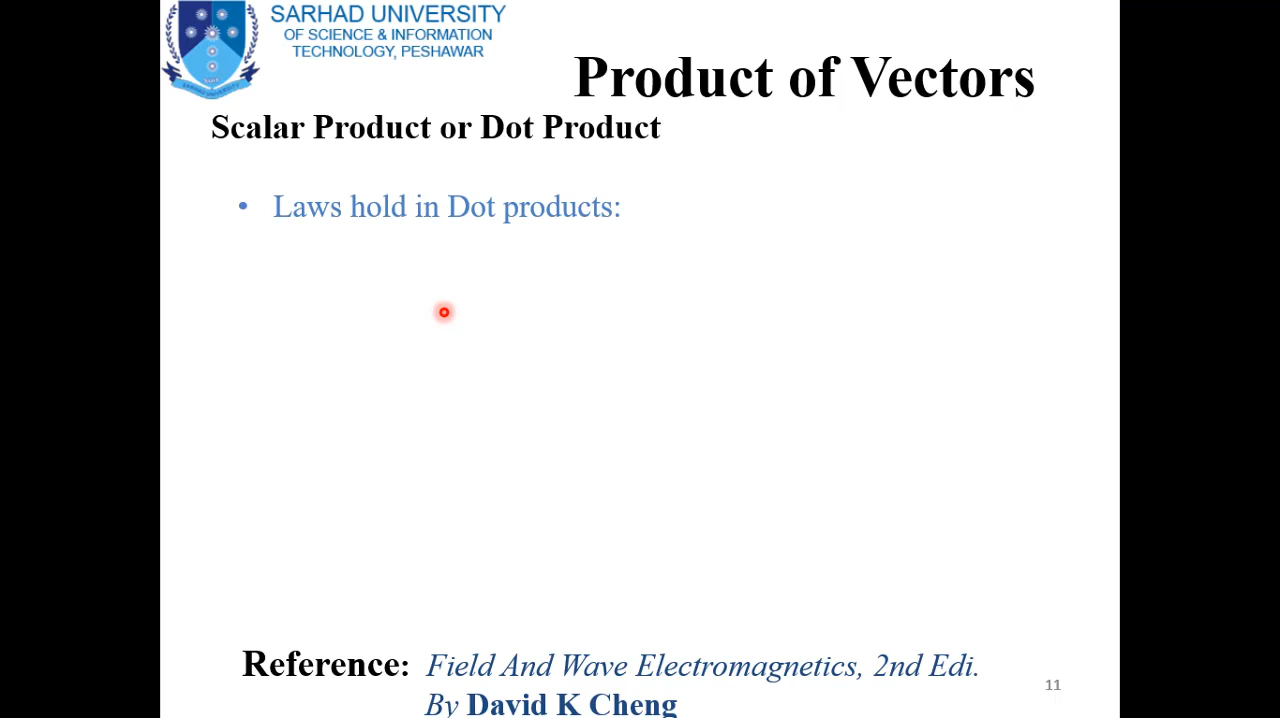 SARHAD UNIVERSITY
OF SCIENCE & INFORMATION
TECHNOLOGY, PESHAWAR
Product of Vectors
Scalar Product or Dot Product
• Laws hold in Dot products:
Reference: Field And Wave Electromagnetics, 2nd Edi.
By David K Cheng
11